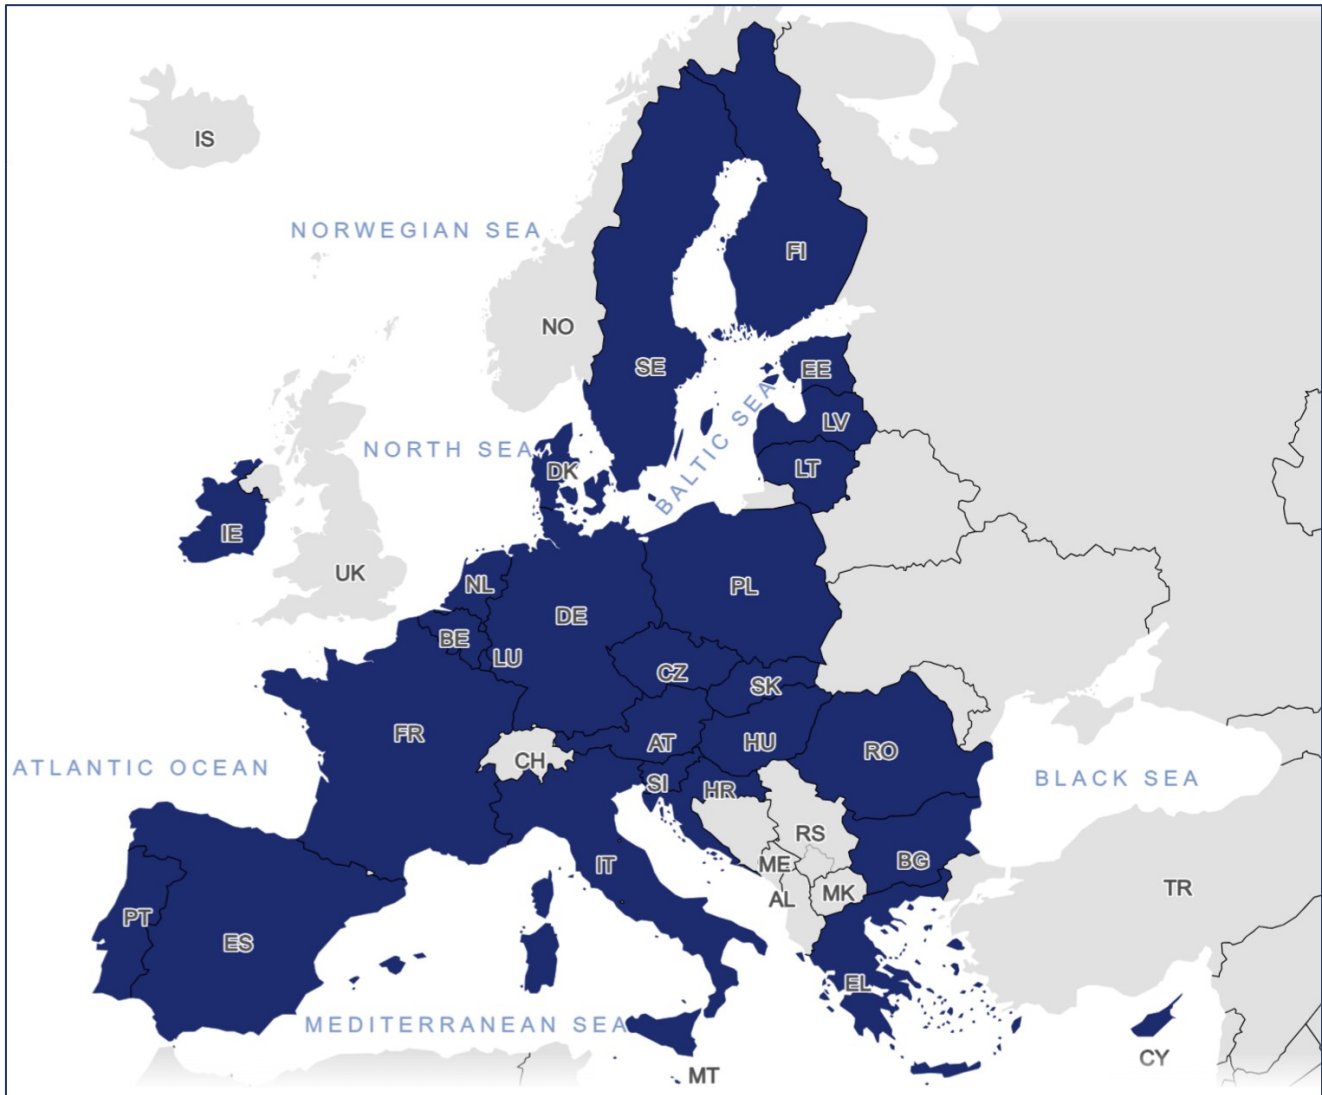 IS
NORWEGIAN SEA
FI
NO
SE
EE
BALTIC SEA
LV
NORTH SEA
DK
LT
IE
UK
NL
DE
PL
BE
LU
CZ
SK
FR
AT
HU
RO
CH
ATLANTIC OCEAN
BLACK SEA
SI
HR
RS
IT
ME
BG
MK
AL
TR
PT
ES
EL
MEDITERRANEAN SEA
CY
MT